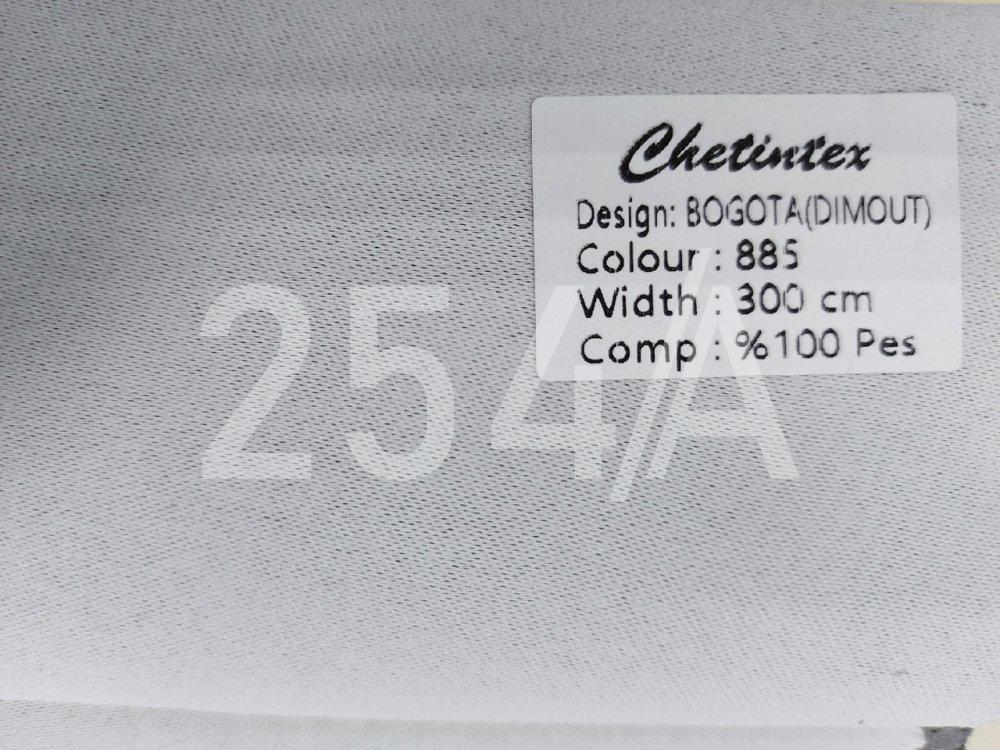 Chetintex
Design: BOGOTA(DIMOUT)
Colour : 885
Width : 300 cm
Comp : %100 Pes
254//A